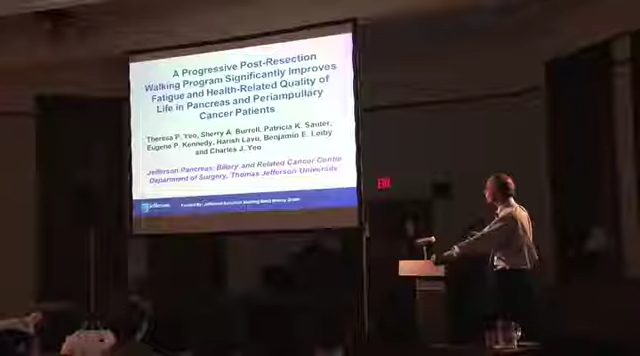 A Progressive Post-Resection
Walking Program Significantly Improves
Fatigue and Health-Related Quality of
Life in Pancreas and Periampullary
Cancer Patients
Theresa P. Yeo, Sherry A. Burrell, Patricia K. Sauter,
Eugene P. Kennedy, Harish Lavu, Benjamin E. Leiby
and Charles J. Yeo
Jefferson Pancreas, Biliary and Related Cancer Center
Department of Surgery, Thomas Jefferson University
Jefferson
EXIT